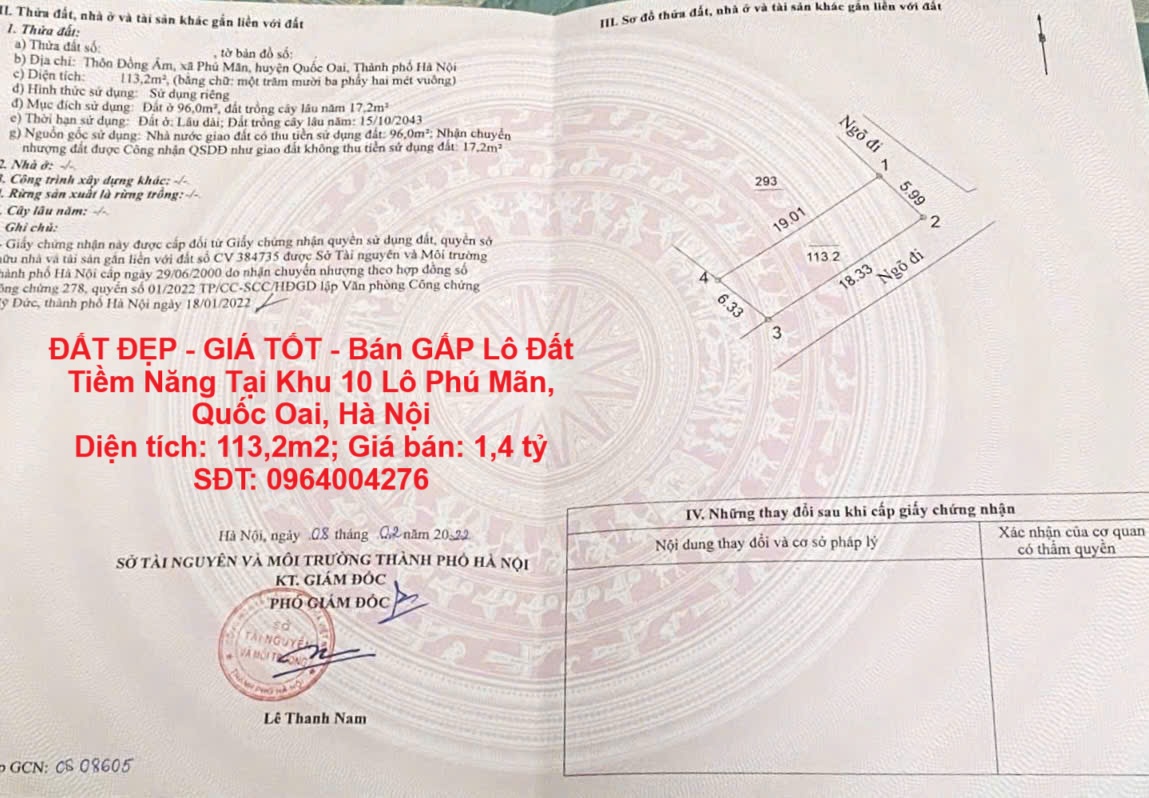 II. Thửa đất, nhà ở và tài sản khác gắn liền với đất
1. Thửa đất:
a) Thửa đất số: , tờ bản đồ số:
b) Địa chỉ: Thôn Đồng Âm, xã Phú Mãn, huyện Quốc Oai, Thành phố Hà Nội
c) Diện tích: 113,2m², (bằng chữ: một trăm mười ba phẩy hai mét vuông)
d) Hình thức sử dụng: Sử dụng riêng
đ) Mục đích sử dụng: Đất ở 96,0m², đất trồng cây lâu năm 17,2m²
e) Thời hạn sử dụng: Đất ở: Lâu dài; Đất trồng cây lâu năm: 15/10/2043
g) Nguồn gốc sử dụng: Nhà nước giao đất có thu tiền sử dụng đất: 96,0m²; Nhận chuyển
nhượng đất được Công nhận QSDĐ như giao đất không thu tiền sử dụng đất: 17,2m²
2. Nhà ở: -/-
. Công trình xây dựng khác: -/-
. Rừng sản xuất là rừng trồng: -/-
. Cây lâu năm: -/-
Ghi chú:
- Giấy chứng nhận này được cấp đổi từ Giấy chứng nhận quyền sử dụng đất, quyền sở
hữu nhà và tài sản gắn liền với đất số CV 384735 được Sở Tài nguyên và Môi trường
thành phố Hà Nội cấp ngày 29/06/2000 do nhận chuyển nhượng theo hợp đồng số
công chứng 278, quyển số 01/2022 TP/CC-SCC/HĐGD lập Văn phòng Công chứng
Lý Đức, thành phố Hà Nội ngày 18/01/2022
ĐẤT ĐẸP - GIÁ TỐT - Bán GẤP Lô Đất
Tiềm Năng Tại Khu 10 Lô Phú Mãn,
Quốc Oai, Hà Nội
Diện tích: 113,2m2; Giá bán: 1,4 tỷ
SĐT: 0964004276
Hà Nội, ngày 08 tháng 02 năm 2022
SỞ TÀI NGUYÊN VÀ MÔI TRƯỜNG THÀNH PHỐ HÀ NỘI
KT. GIÁM ĐỐC
PHÓ GIÁM ĐỐC
SỞ
TÀI NGUYÊN
VÀ MÔI TRƯỜNG
THÀNH PHỐ HÀ NỘI
Lê Thanh Nam
GCN: CS 08605
III. Sơ đồ thửa đất, nhà ở và tài sản khác gắn liền với đất
B
Ngõ đi
1
5.99
2
293
19.01
113.2
18.33
Ngõ đi
4
6.33
3
IV. Những thay đổi sau khi cấp giấy chứng nhận
Nội dung thay đổi và cơ sở pháp lý
Xác nhận của cơ quan
có thẩm quyền